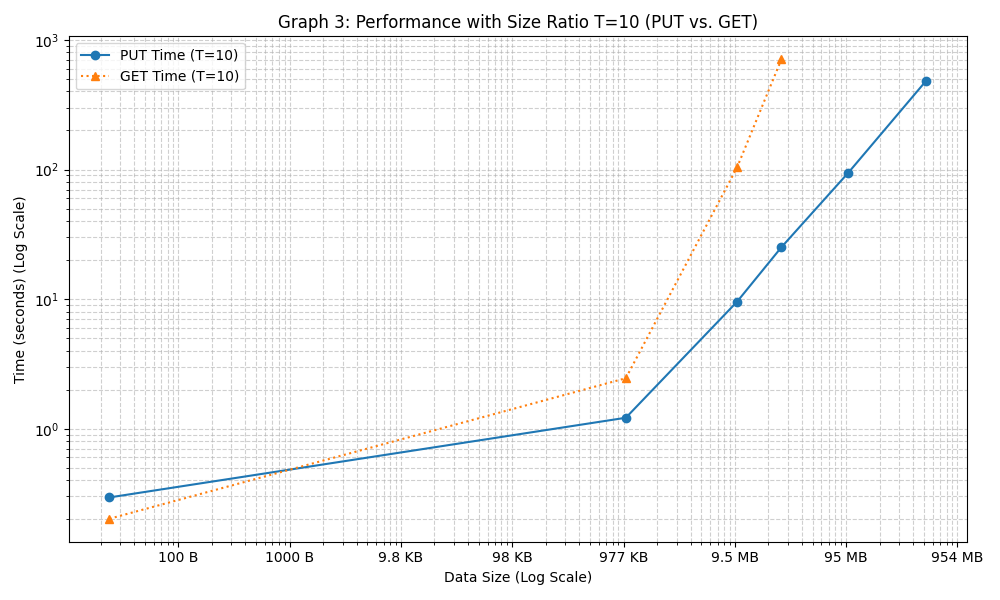 Graph 3: Performance with Size Ratio T=10 (PUT vs. GET)
PUT Time (T=10)
GET Time (T=10)
Time (seconds) (Log Scale)
10³
10²
10¹
10⁰
100 B 1000 B 9.8 KB 98 KB 977 KB 9.5 MB 95 MB 954 MB
Data Size (Log Scale)